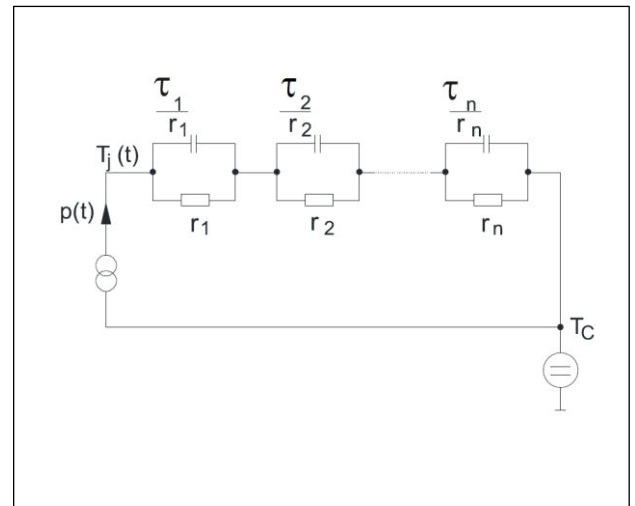 τ1 τ2 τn
r1 r2 rn
Tj (t)
p(t)
r1 r2 rn
TC